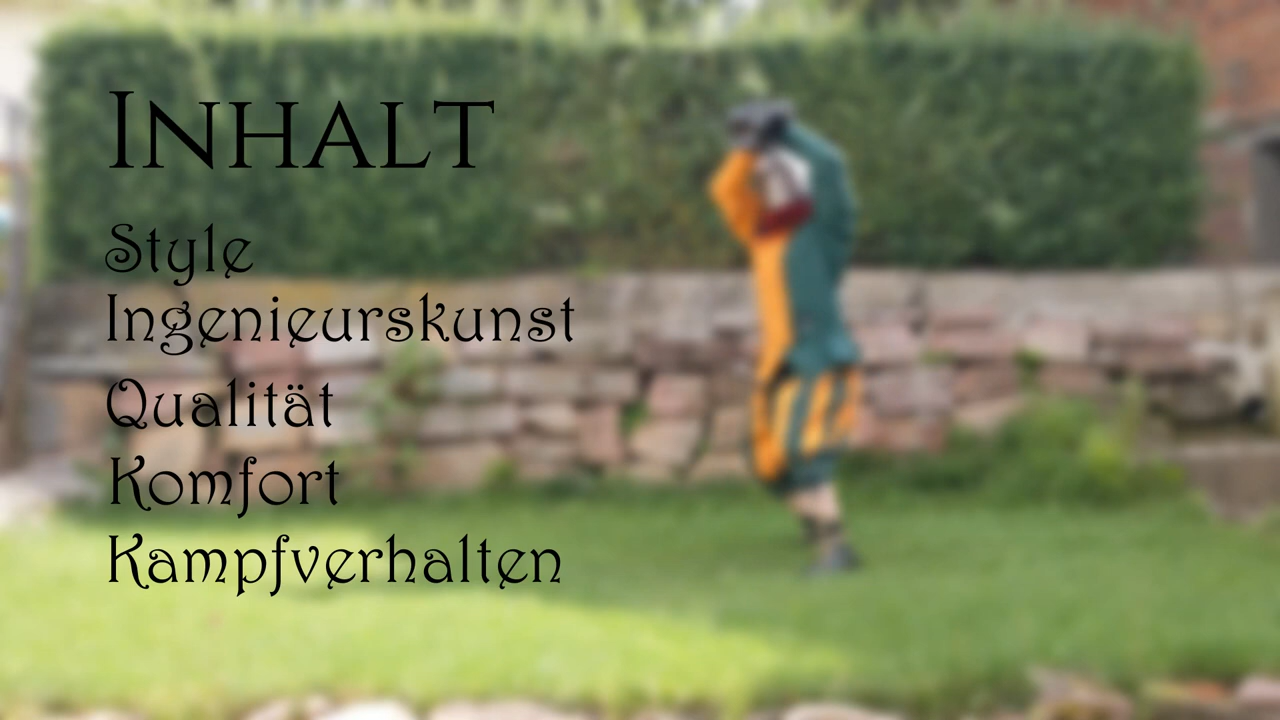 Inhalt
Style
Ingenieurskunst
Qualität
Komfort
Kampfverhalten